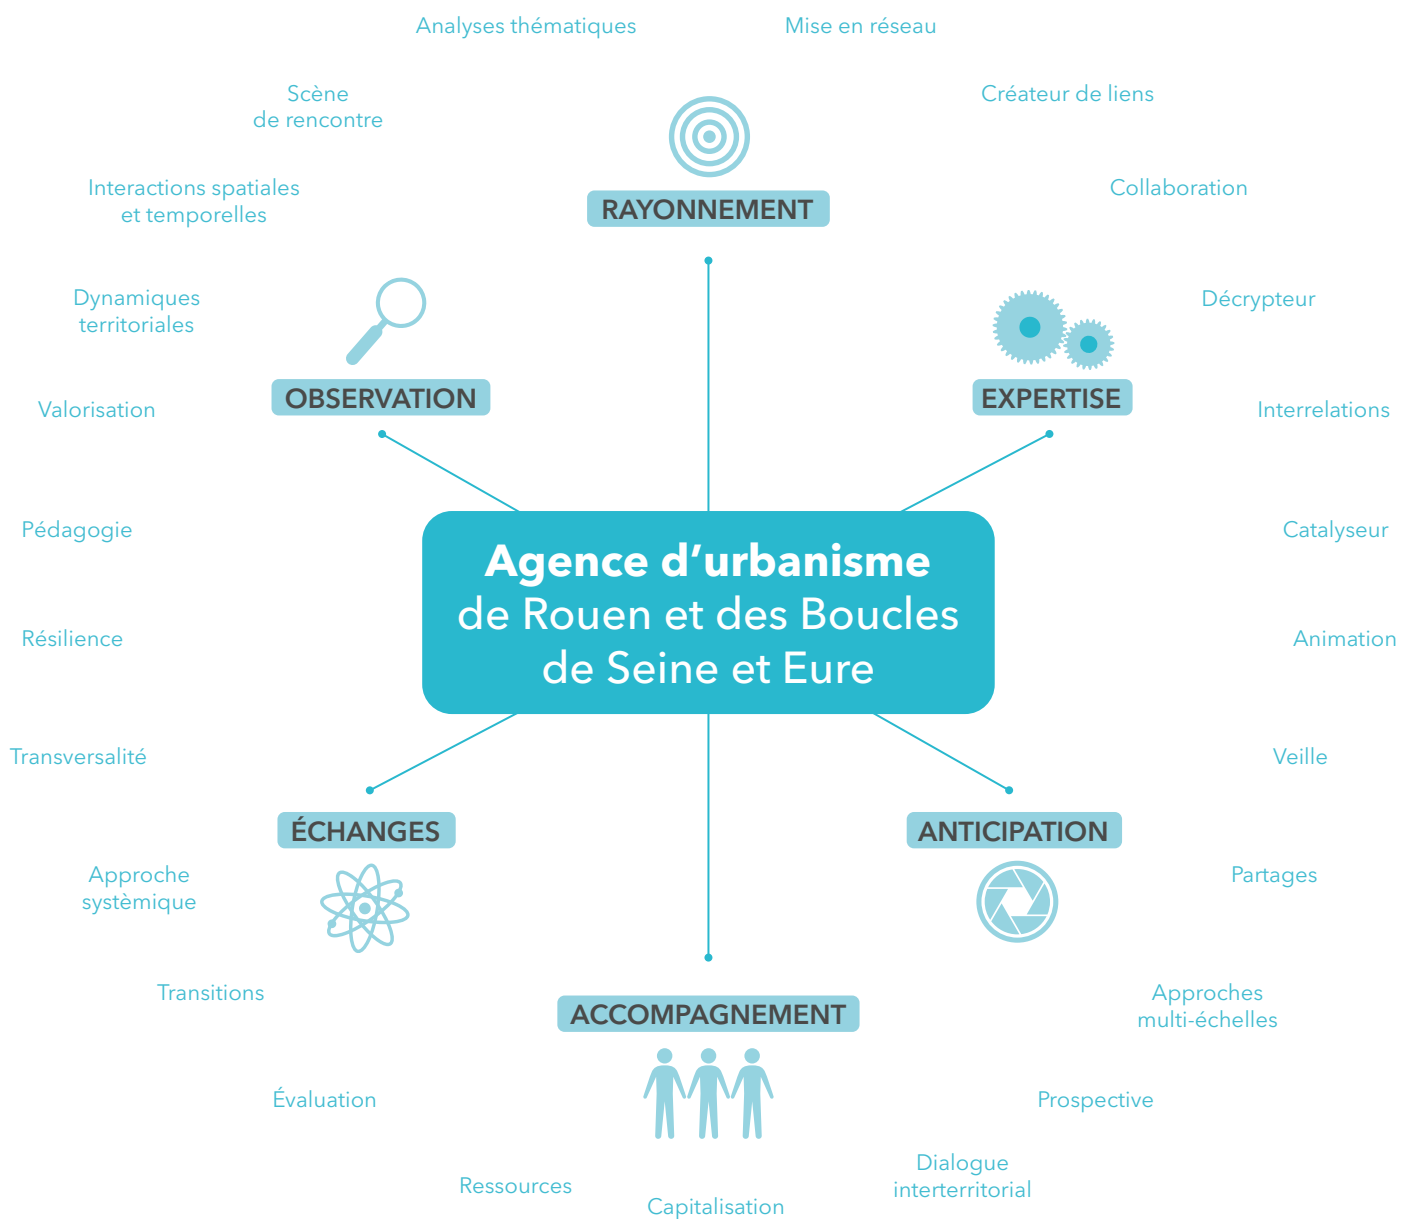 Analyses thématiques
Mise en réseau
Scène
de rencontre
Créateur de liens
Interactions spatiales
et temporelles
RAYONNEMENT
Collaboration
Dynamiques
territoriales
Décrypteur
OBSERVATION
EXPERTISE
Valorisation
Interrelations
Pédagogie
Catalyseur
Agence d’urbanisme
de Rouen et des Boucles
de Seine et Eure
Résilience
Animation
Transversalité
Veille
ÉCHANGES
ANTICIPATION
Approche
systèmique
Partages
Transitions
Approches
multi-échelles
ACCOMPAGNEMENT
Évaluation
Prospective
Ressources
Dialogue
interterritorial
Capitalisation